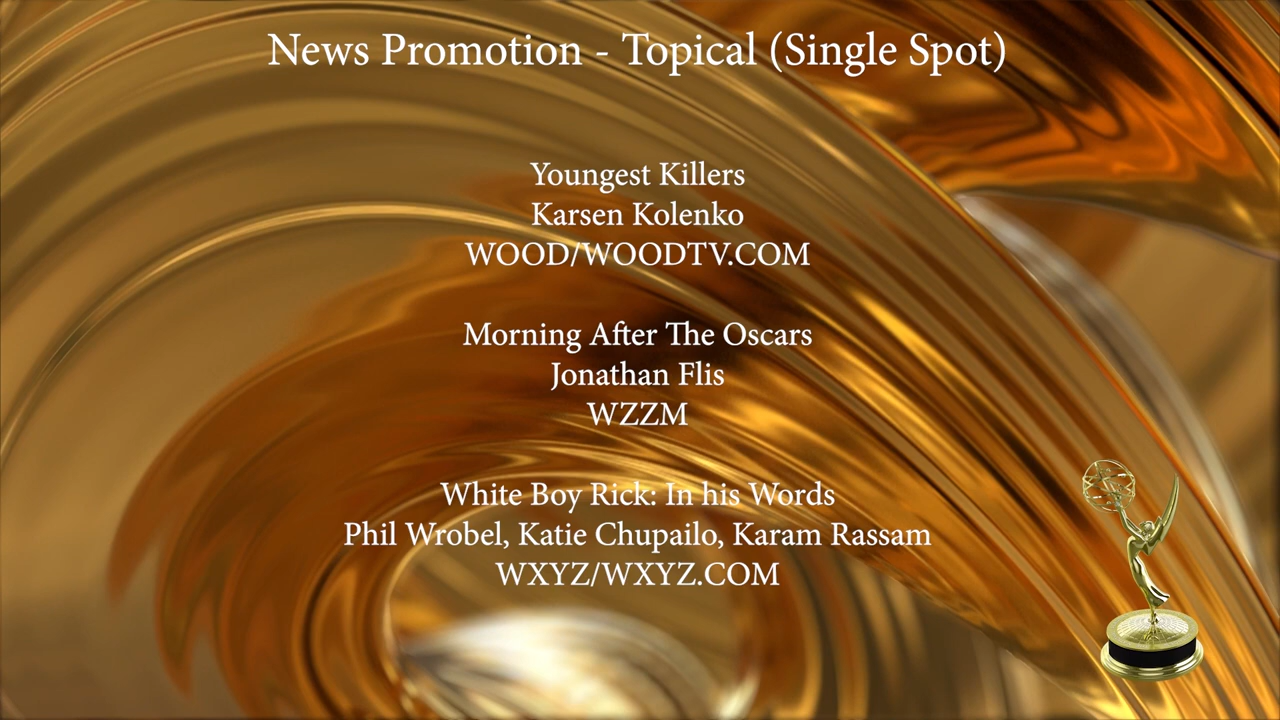 News Promotion - Topical (Single Spot)
Youngest Killers
Karsen Kolenko
WOOD/WOODTV.COM
Morning After The Oscars
Jonathan Flis
WZZM
White Boy Rick: In his Words
Phil Wrobel, Katie Chupailo, Karam Rassam
WXYZ/WXYZ.COM